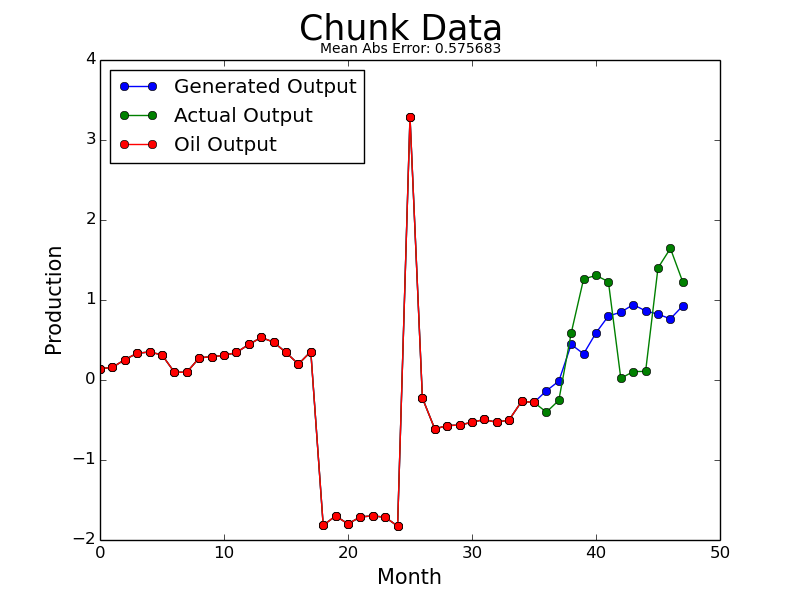 Chunk Data
Mean Abs Error: 0.575683
Generated Output
Actual Output
Oil Output
4
3
2
1
0
−1
−2
Production
0 10 20 30 40 50
Month